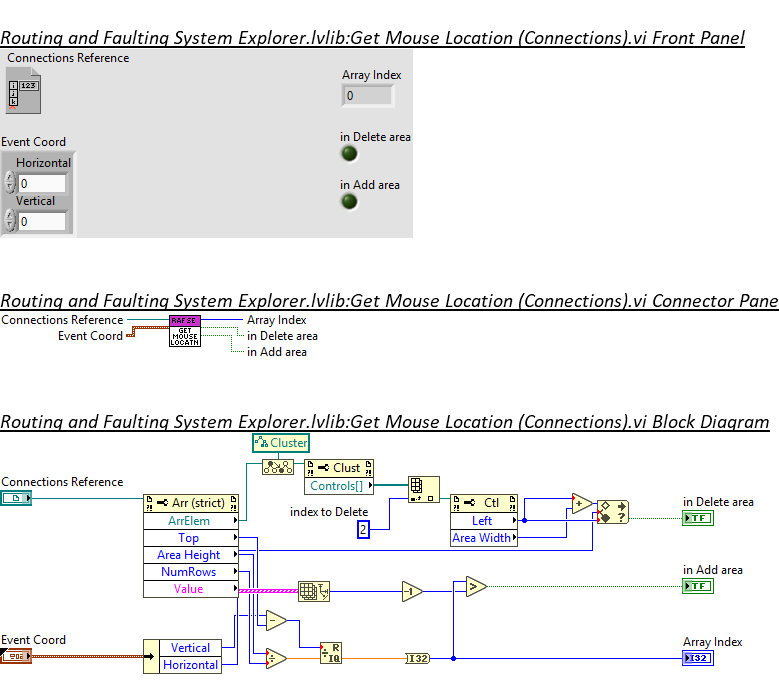 Routing and Faulting System Explorer.lvlib:Get Mouse Location (Connections).vi Front Panel
Connections Reference
123
Array Index
0
Event Coord
in Delete area
Horizontal
0
in Add area
Vertical
0
Routing and Faulting System Explorer.lvlib:Get Mouse Location (Connections).vi Connector Pane
Connections Reference
RAFSE
GET
MOUSE
LOCATN
Array Index
Event Coord
in Delete area
in Add area
Routing and Faulting System Explorer.lvlib:Get Mouse Location (Connections).vi Block Diagram
Cluster
Clust
Controls[]
Connections Reference
Arr (strict)
ArrElem
Top
Area Height
NumRows
Value
index to Delete
2
Ctl
Left
Area Width
+
?
in Delete area
TF
-1
>
in Add area
TF
-
÷
R
IQ
I32
Event Coord
Vertical
Horizontal
Array Index
I32